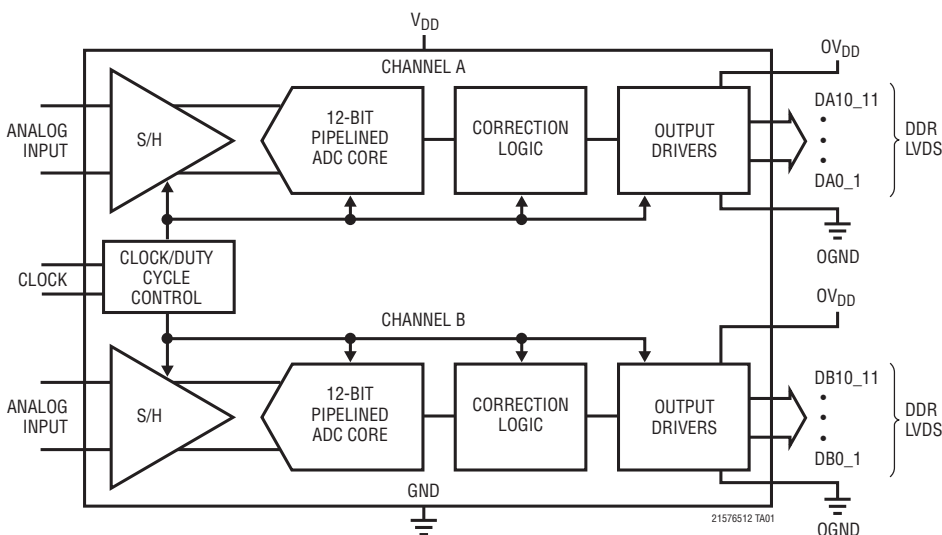 VDD
CHANNEL A
OVDD
ANALOG
INPUT
S/H
12-BIT
PIPELINED
ADC CORE
CORRECTION
LOGIC
OUTPUT
DRIVERS
DA10_11
•
•
•
DA0_1
DDR
LVDS
OGND
CLOCK
CLOCK/DUTY
CYCLE
CONTROL
CHANNEL B
OVDD
ANALOG
INPUT
S/H
12-BIT
PIPELINED
ADC CORE
CORRECTION
LOGIC
OUTPUT
DRIVERS
DB10_11
•
•
•
DB0_1
DDR
LVDS
GND
21576512 TA01
OGND